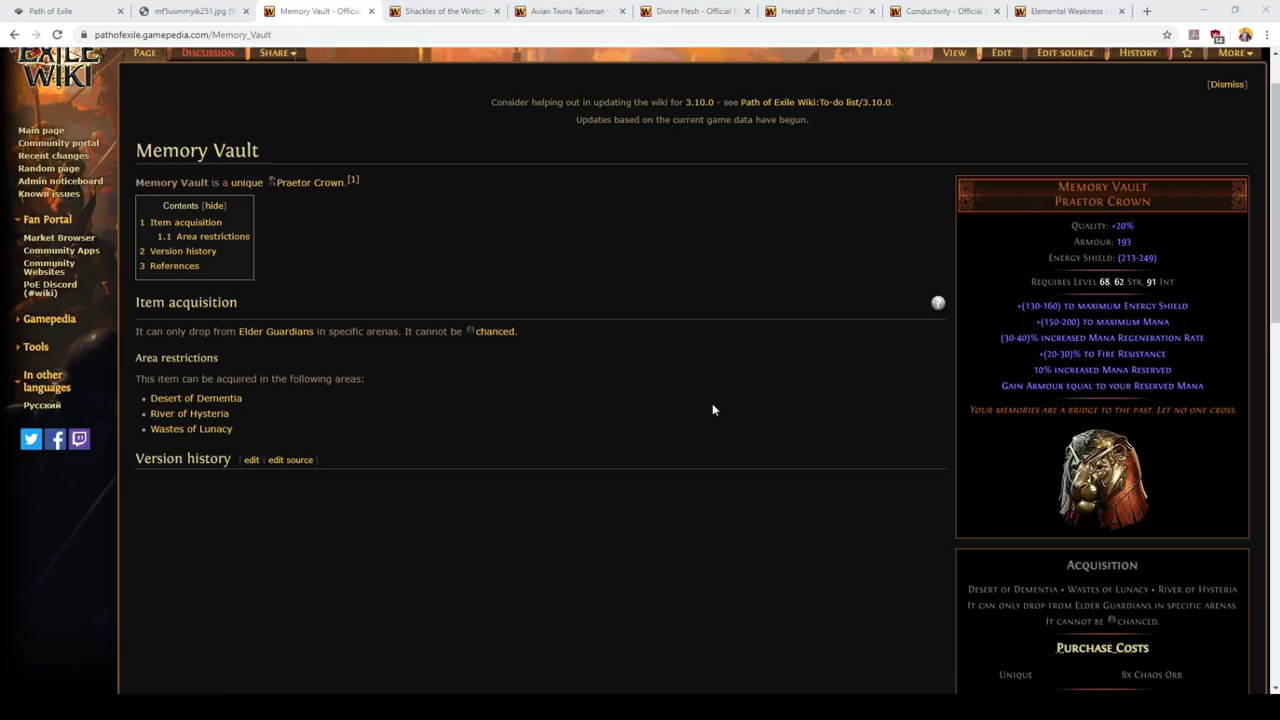 Path of Exile
mf5uwnmyik251.jpg (9
Memory Vault - Officia
Shackles of the Wretch
Avian Twins Talisman -
Divine Flesh - Official P
Herald of Thunder - O
Conductivity - Official
Elemental Weakness -
pathofexile.gamepedia.com/Memory_Vault
14
EXILE
WIKI
Page
Discussion
Share
View
Edit
Edit source
History
More
[Dismiss]
Consider helping out in updating the wiki for 3.10.0 - see Path of Exile Wiki:To-do list/3.10.0.
Updates based on the current game data have begun.
Main page
Community portal
Recent changes
Random page
Admin noticeboard
Known issues
Fan Portal
Market Browser
Community Apps
Community
Websites
PoE Discord
(#wiki)
Gamepedia
Tools
In other
languages
Русский
Memory Vault
Memory Vault is a unique Praetor Crown.[1]
Contents [hide]
1 Item acquisition
1.1 Area restrictions
2 Version history
3 References
Item acquisition
?
It can only drop from Elder Guardians in specific arenas. It cannot be chanced.
Area restrictions
This item can be acquired in the following areas:
Desert of Dementia
River of Hysteria
Wastes of Lunacy
Version history [ edit | edit source ]
Memory Vault
Praetor Crown
Quality: +20%
Armour: 193
Energy Shield: (213-249)
Requires Level 68, 62 Str, 91 Int
+(130-160) to maximum Energy Shield
+(150-200) to maximum Mana
(30-40)% increased Mana Regeneration Rate
+(20-30)% to Fire Resistance
10% increased Mana Reserved
Gain Armour equal to your Reserved Mana
Your memories are a bridge to the past. Let no one cross.
Acquisition
Desert of Dementia • Wastes of Lunacy • River of Hysteria
It can only drop from Elder Guardians in specific arenas.
It cannot be chanced.
Purchase Costs
Unique
8x Chaos Orb